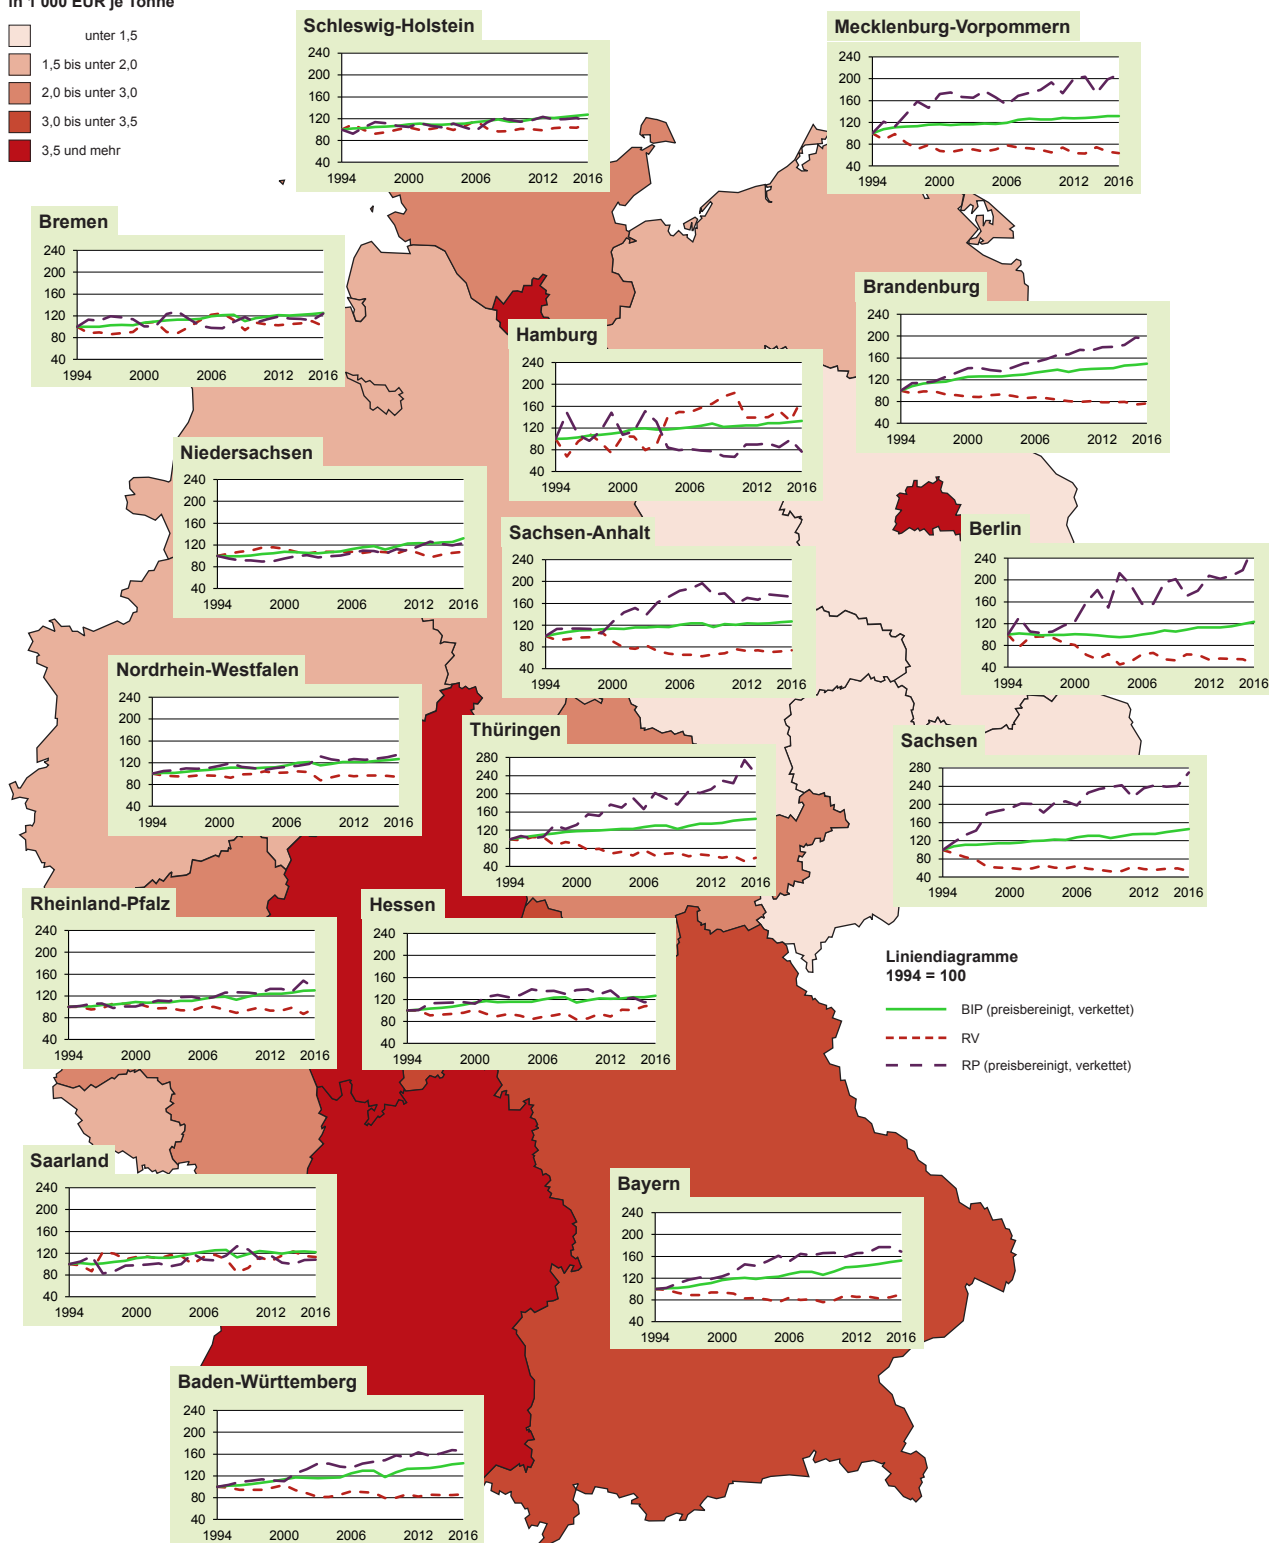 in 1 000 EUR je Tonne
unter 1,5
1,5 bis unter 2,0
2,0 bis unter 3,0
3,0 bis unter 3,5
3,5 und mehr
Schleswig-Holstein
240
200
160
120
80
40
1994 2000 2006 2012 2016
Mecklenburg-Vorpommern
240
200
160
120
80
40
1994 2000 2006 2012 2016
Bremen
240
200
160
120
80
40
1994 2000 2006 2012 2016
Brandenburg
240
200
160
120
80
40
1994 2000 2006 2012 2016
Hamburg
240
200
160
120
80
40
1994 2000 2006 2012 2016
Niedersachsen
240
200
160
120
80
40
1994 2000 2006 2012 2016
Sachsen-Anhalt
240
200
160
120
80
40
1994 2000 2006 2012 2016
Berlin
240
200
160
120
80
40
1994 2000 2006 2012 2016
Nordrhein-Westfalen
240
200
160
120
80
40
1994 2000 2006 2012 2016
Thüringen
280
240
200
160
120
80
40
1994 2000 2006 2012 2016
Sachsen
280
240
200
160
120
80
40
1994 2000 2006 2012 2016
Rheinland-Pfalz
240
200
160
120
80
40
1994 2000 2006 2012 2016
Hessen
240
200
160
120
80
40
1994 2000 2006 2012 2016
Liniendiagramme
1994 = 100
BIP (preisbereinigt, verkettet)
RV
RP (preisbereinigt, verkettet)
Saarland
240
200
160
120
80
40
1994 2000 2006 2012 2016
Bayern
240
200
160
120
80
40
1994 2000 2006 2012 2016
Baden-Württemberg
240
200
160
120
80
40
1994 2000 2006 2012 2016